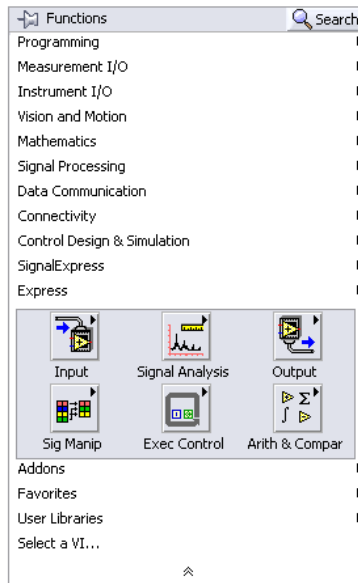 Functions Search
Programming
Measurement I/O
Instrument I/O
Vision and Motion
Mathematics
Signal Processing
Data Communication
Connectivity
Control Design & Simulation
SignalExpress
Express
Input Signal Analysis Output
Sig Manip Exec Control Arith & Compar
Addons
Favorites
User Libraries
Select a VI...